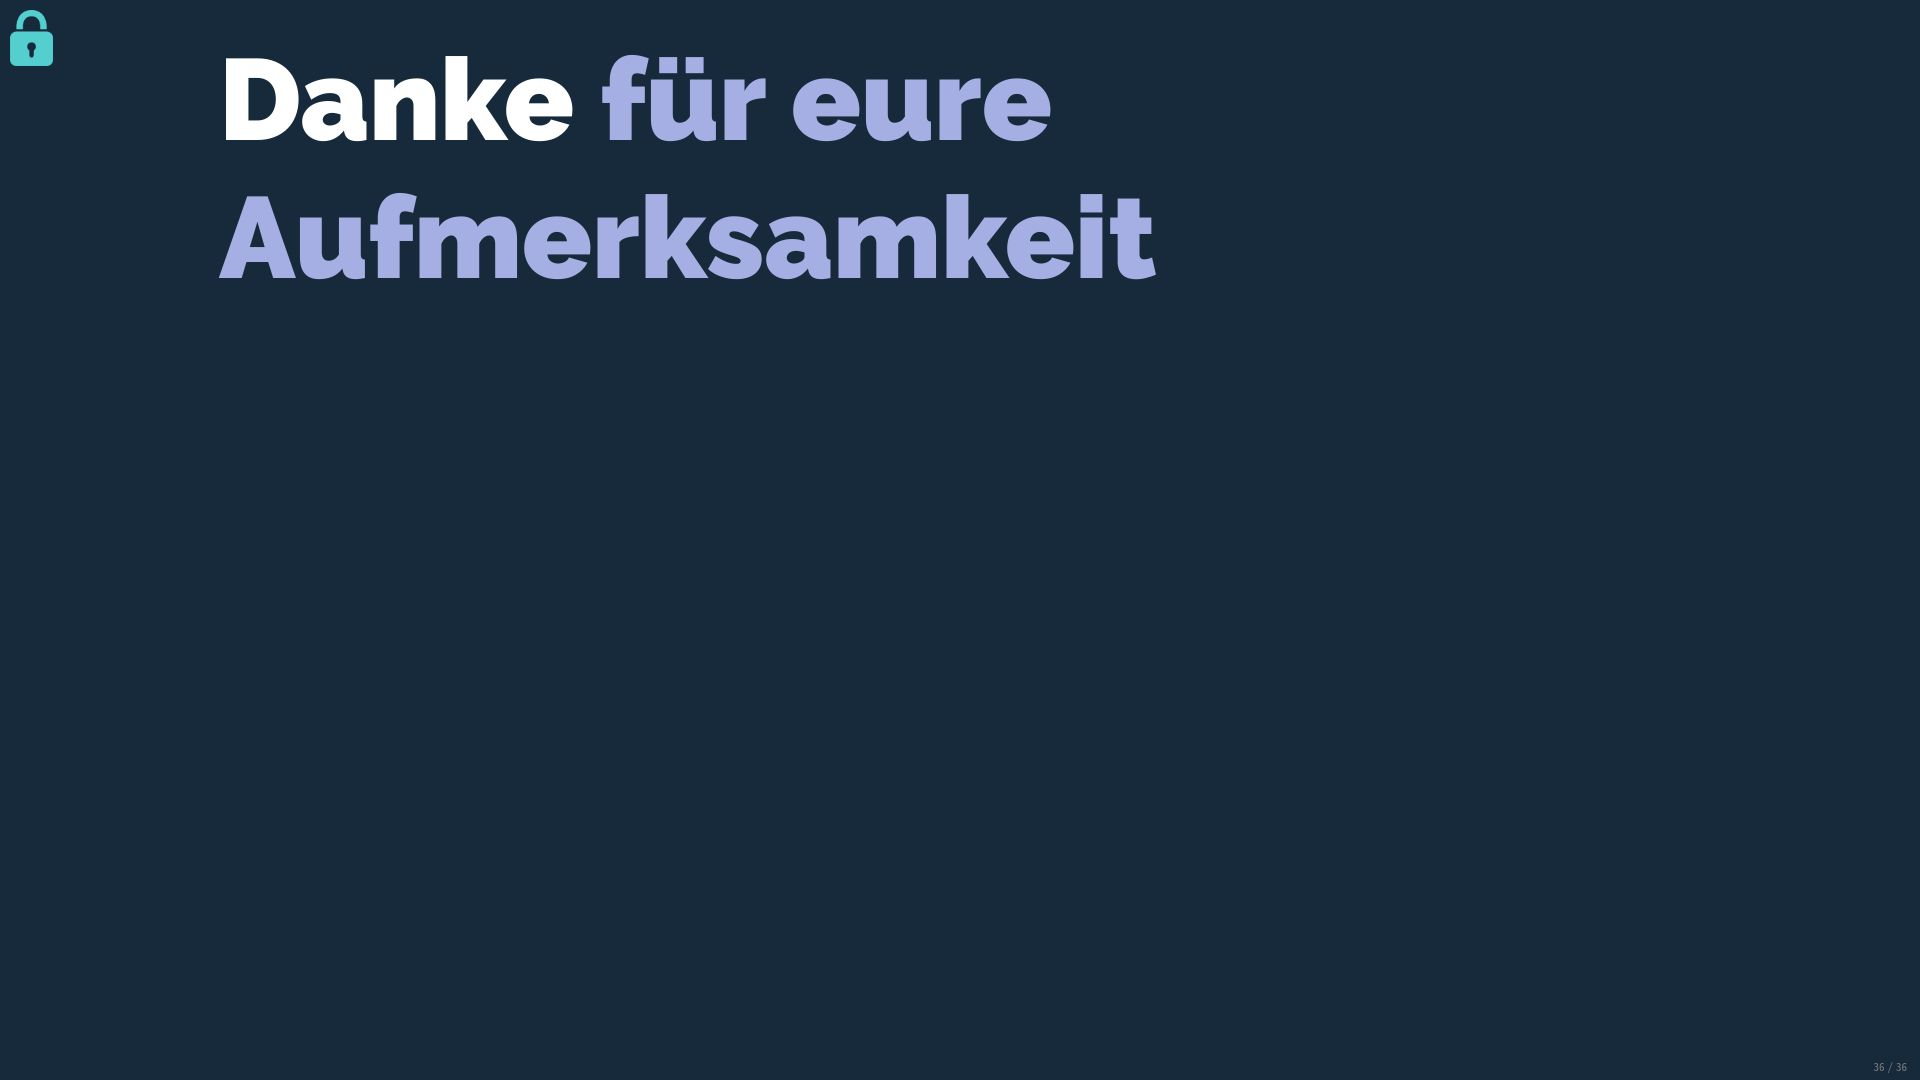 Danke für eure
Aufmerksamkeit
36 / 36